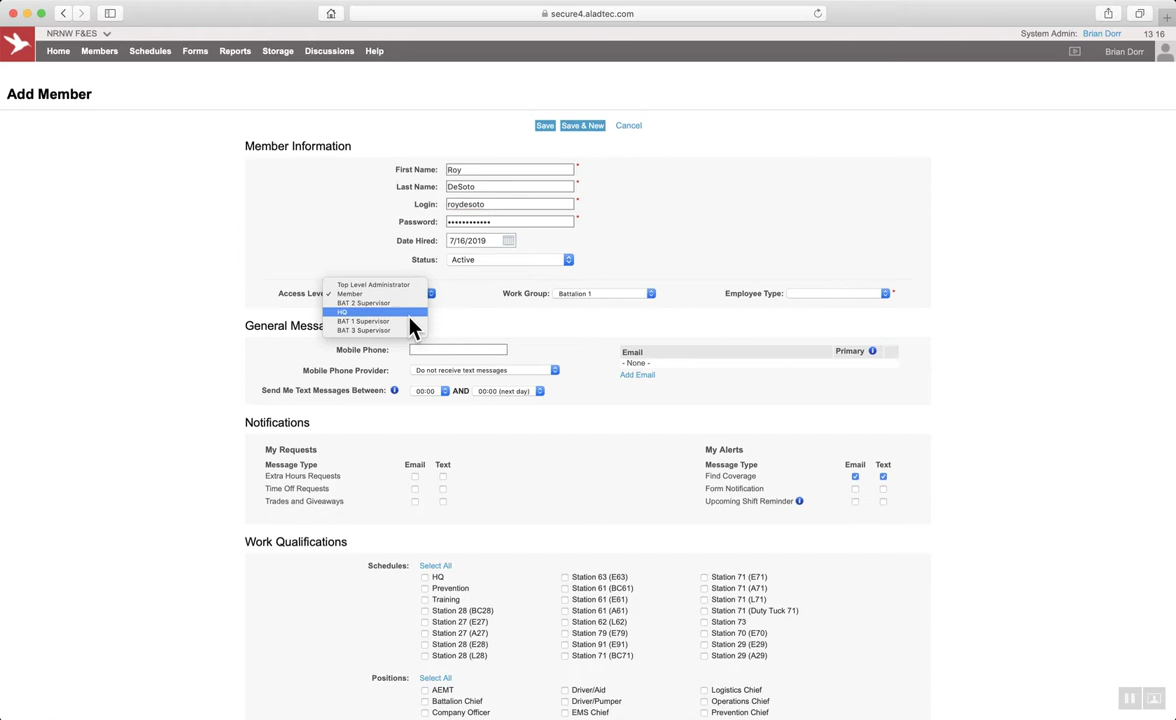 secure4.aladtec.com
NRNW F&ES System Admin: Brian Dorr 13 16
Home Members Schedules Forms Reports Storage Discussions Help Brian Dorr
Add Member
Save Save & New Cancel
Member Information
First Name: Roy *
Last Name: DeSoto *
Login: roydesoto *
Password: •••••••••••• *
Date Hired: 7/16/2019
Status: Active
Top Level Administrator
Access Leve ✓ Member Work Group: Battalion 1 Employee Type: *
BAT 2 Supervisor
HQ
BAT 1 Supervisor
BAT 3 Supervisor
General Messa
Mobile Phone: Email Primary
- None -
Mobile Phone Provider: Do not receive text messages Add Email
Send Me Text Messages Between: 00:00 AND 00:00 (next day)
Notifications
My Requests My Alerts
Message Type Email Text Message Type Email Text
Extra Hours Requests Find Coverage
Time Off Requests Form Notification
Trades and Giveaways Upcoming Shift Reminder
Work Qualifications
Schedules: Select All
HQ Station 63 (E63) Station 71 (E71)
Prevention Station 61 (BC61) Station 71 (A71)
Training Station 61 (E61) Station 71 (L71)
Station 28 (BC28) Station 61 (A61) Station 71 (Duty Tuck 71)
Station 27 (E27) Station 62 (L62) Station 73
Station 27 (A27) Station 79 (E79) Station 70 (E70)
Station 28 (E28) Station 91 (E91) Station 29 (E29)
Station 28 (L28) Station 71 (BC71) Station 29 (A29)
Positions: Select All
AEMT Driver/Aid Logistics Chief
Battalion Chief Driver/Pumper Operations Chief
Company Officer EMS Chief Prevention Chief